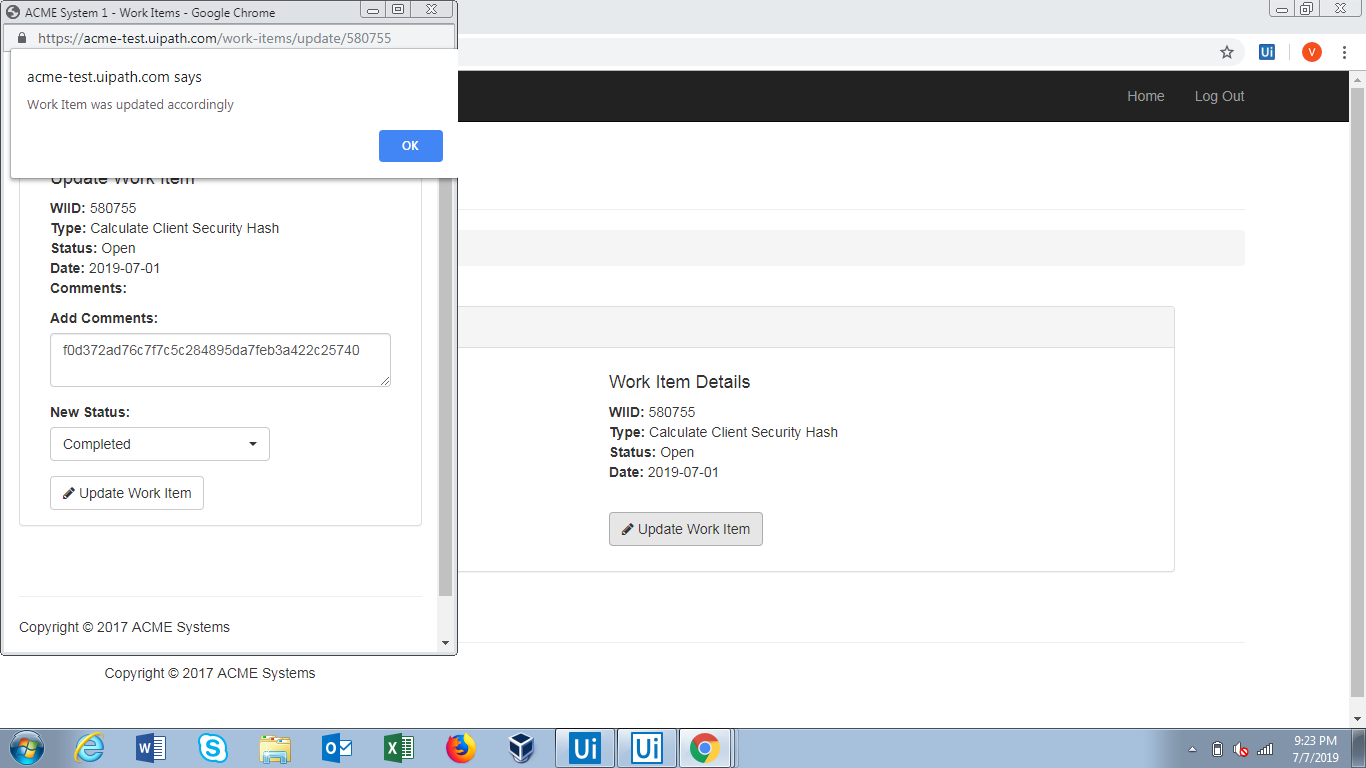 ACME System 1 - Work Items - Google Chrome
https://acme-test.uipath.com/work-items/update/580755
acme-test.uipath.com says
Work Item was updated accordingly
OK
Update Work Item
WIID: 580755
Type: Calculate Client Security Hash
Status: Open
Date: 2019-07-01
Comments:
Add Comments:
f0d372ad76c7f7c5c284895da7feb3a422c25740
New Status:
Completed
Update Work Item
Copyright © 2017 ACME Systems
Ui
V
Home Log Out
Work Item Details
WIID: 580755
Type: Calculate Client Security Hash
Status: Open
Date: 2019-07-01
Update Work Item
Copyright © 2017 ACME Systems
Ui
Ui
9:23 PM
7/7/2019